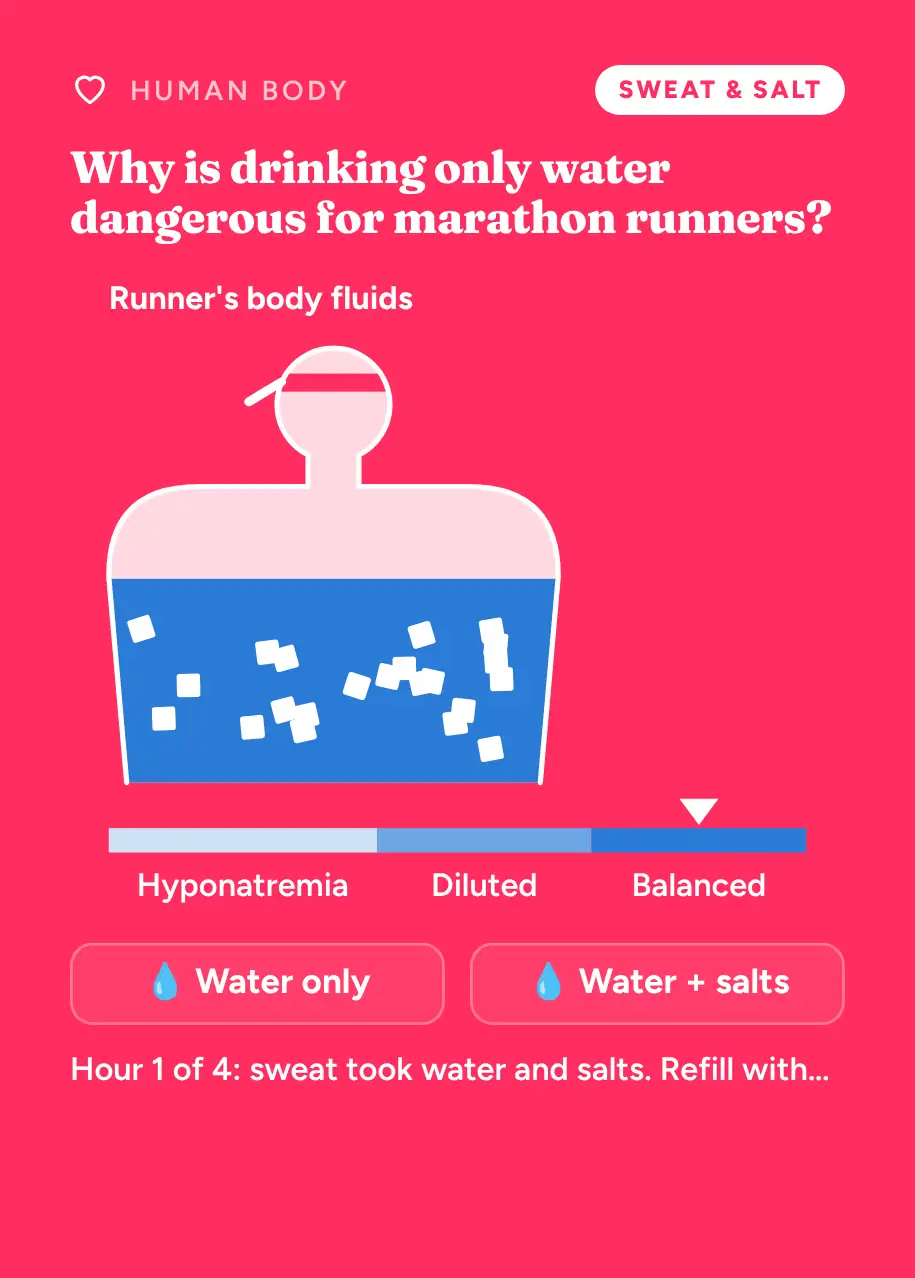 HUMAN BODY
SWEAT & SALT
Why is drinking only water
dangerous for marathon runners?
Runner's body fluids
Hyponatremia
Diluted
Balanced
Water only
Water + salts
Hour 1 of 4: sweat took water and salts. Refill with...